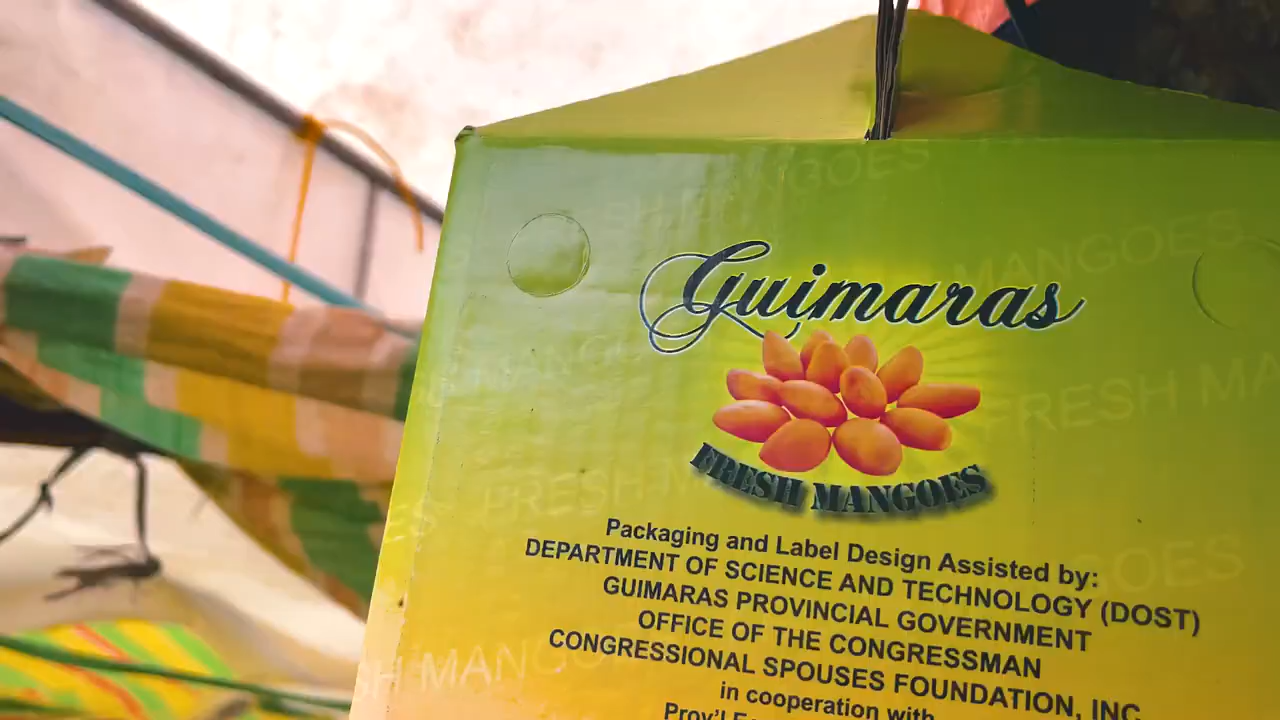 Guimaras
FRESH MANGOES
Packaging and Label Design Assisted by:
DEPARTMENT OF SCIENCE AND TECHNOLOGY (DOST)
GUIMARAS PROVINCIAL GOVERNMENT
OFFICE OF THE CONGRESSMAN
CONGRESSIONAL SPOUSES FOUNDATION, INC.
in cooperation with
Prov'l